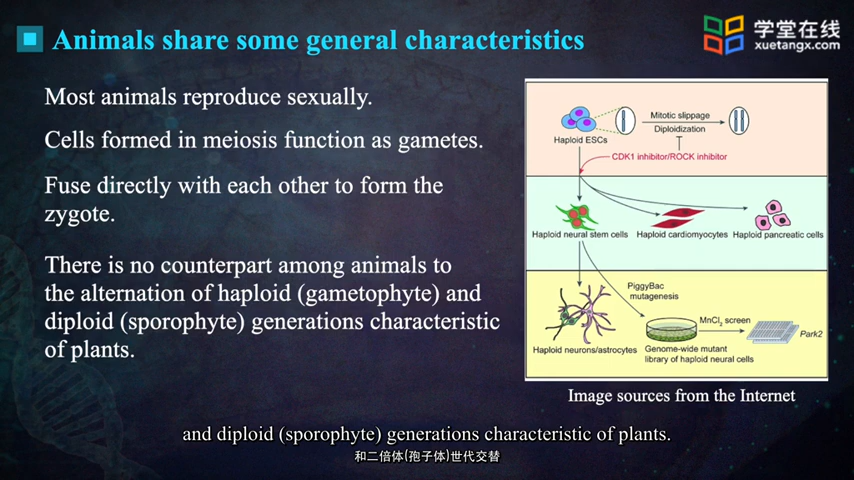 Animals share some general characteristics
学堂在线
xuetangx.com
Most animals reproduce sexually.
Cells formed in meiosis function as gametes.
Fuse directly with each other to form the
zygote.
There is no counterpart among animals to
the alternation of haploid (gametophyte) and
diploid (sporophyte) generations characteristic
of plants.
Haploid ESCs
Mitotic slippage
Diploidization
CDK1 inhibitor/ROCK inhibitor
Haploid neural stem cells
Haploid cardiomyocytes
Haploid pancreatic cells
PiggyBac
mutagenesis
MnCl₂ screen
Park2
Haploid neurons/astrocytes
Genome-wide mutant
library of haploid neural cells
Image sources from the Internet
and diploid (sporophyte) generations characteristic of plants.
和二倍体(孢子体)世代交替